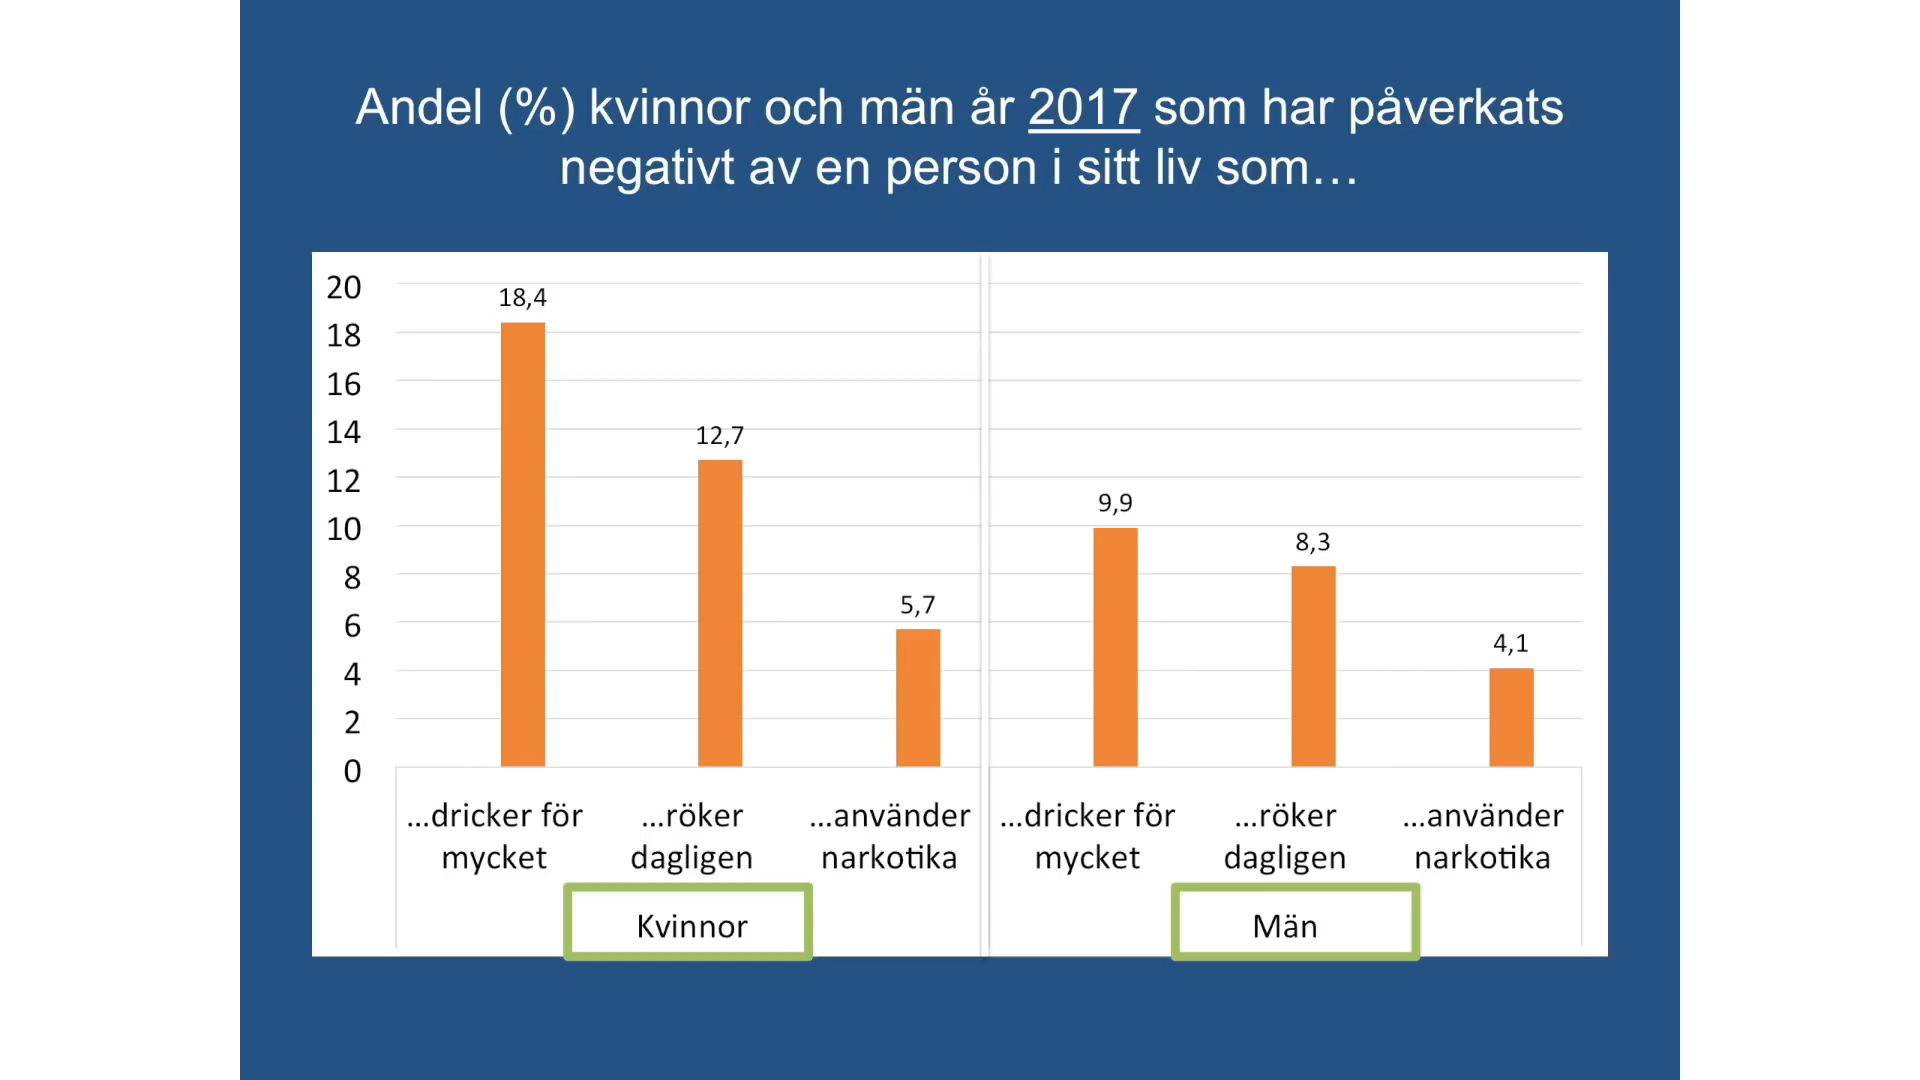 Andel (%) kvinnor och män år 2017 som har påverkats
negativt av en person i sitt liv som…
20
18
16
14
12
10
8
6
4
2
0
18,4
12,7
5,7
9,9
8,3
4,1
...dricker för
mycket
...röker
dagligen
...använder
narkotika
...dricker för
mycket
...röker
dagligen
...använder
narkotika
Kvinnor
Män